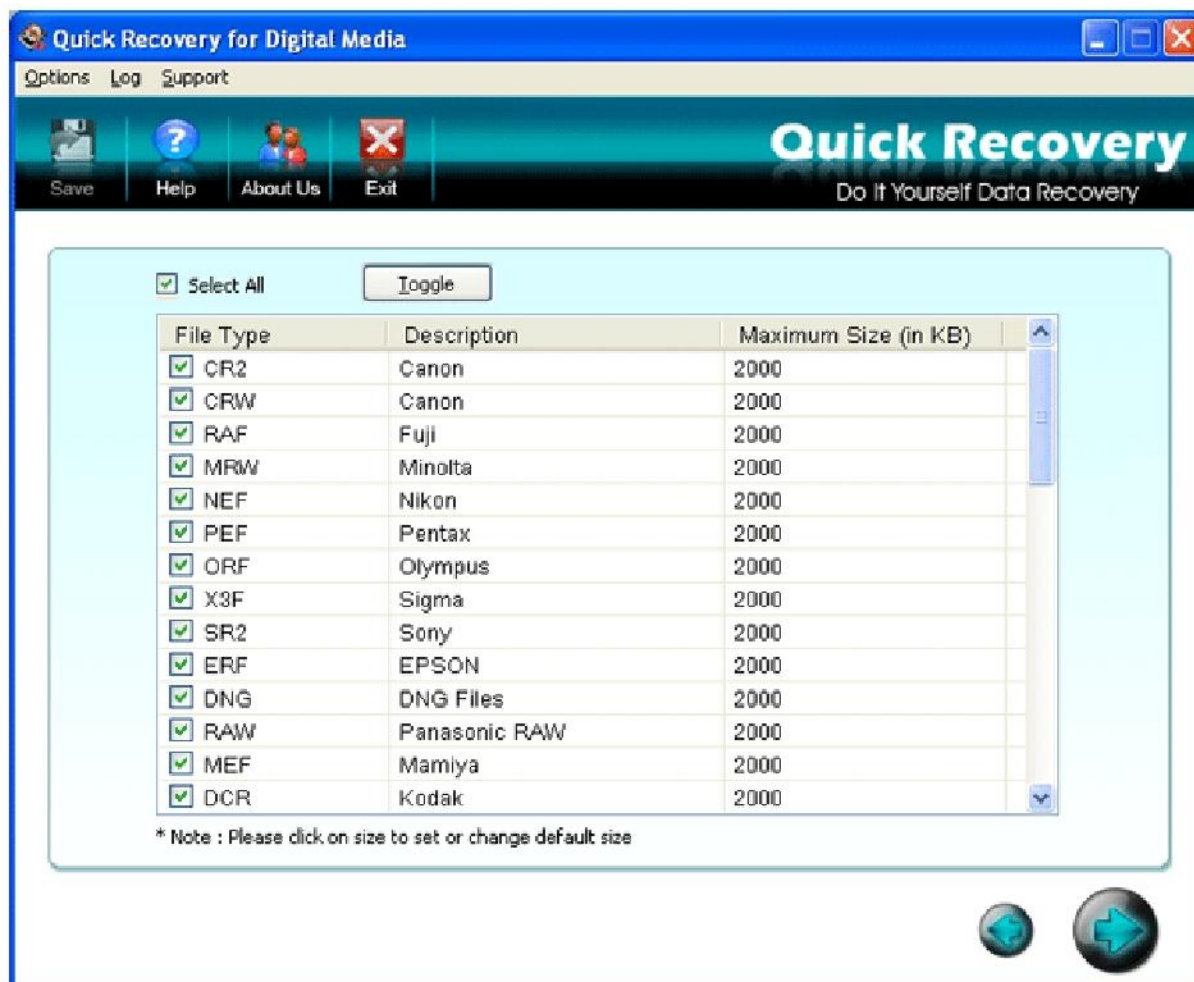 Quick Recovery for Digital Media
Options Log Support
Save Help About Us Exit
Quick Recovery
Do It Yourself Data Recovery
Select All Toggle
File Type Description Maximum Size (in KB)
CR2 Canon 2000
CRW Canon 2000
RAF Fuji 2000
MRW Minolta 2000
NEF Nikon 2000
PEF Pentax 2000
ORF Olympus 2000
X3F Sigma 2000
SR2 Sony 2000
ERF EPSON 2000
DNG DNG Files 2000
RAW Panasonic RAW 2000
MEF Mamiya 2000
DCR Kodak 2000
* Note : Please click on size to set or change default size